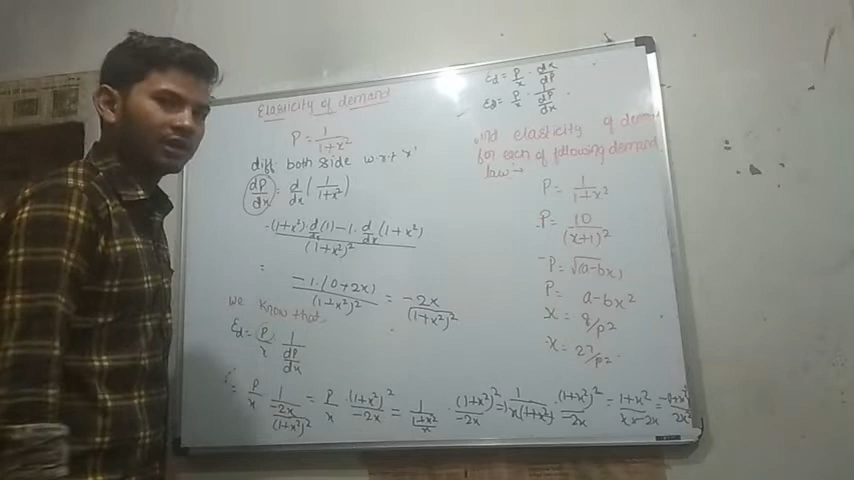 Elasticity of demand
P = 1/1+x²
diff both side w.r.t 'x'
dP/dx = d/dx (1/1+x²)
(1+x²) · d/dx (1) - 1 · d/dx (1+x²) / (1+x²)²
= -1 · (0+2x) / (1+x²)² = -2x / (1+x²)²
we know that
Ed = P/x · 1 / dP/dx
= P/x · 1 / -2x/(1+x²)² = P/x · (1+x²)² / -2x = 1/1+x² / x · (1+x²)² / -2x = 1 / x(1+x²) · (1+x²)² / -2x = 1+x² / x · -2x = -(1+x²) / 2x²
Ed = P/x · dx/dP
Ed = P/x · 1 / dP/dx
elasticity of
for each of following demand
law :→
P = 1/1+x²
P = 10/(x+1)²
P = √(a-bx)
P = a-bx²
x = 8/p²
x = 27/p²